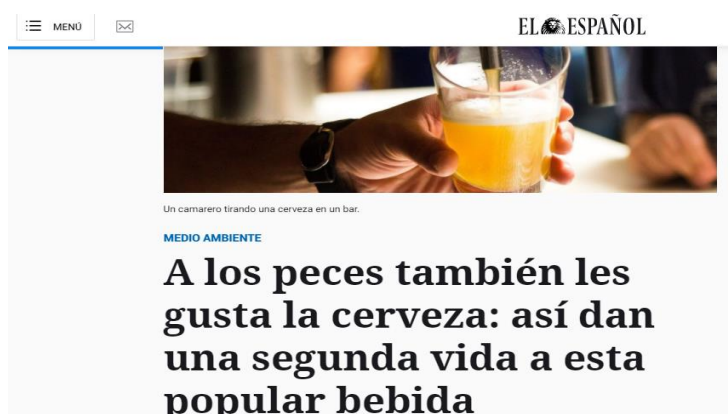 MENÚ
EL ESPAÑOL
Un camarero tirando una cerveza en un bar.
MEDIO AMBIENTE
A los peces también les
gusta la cerveza: así dan
una segunda vida a esta
popular bebida